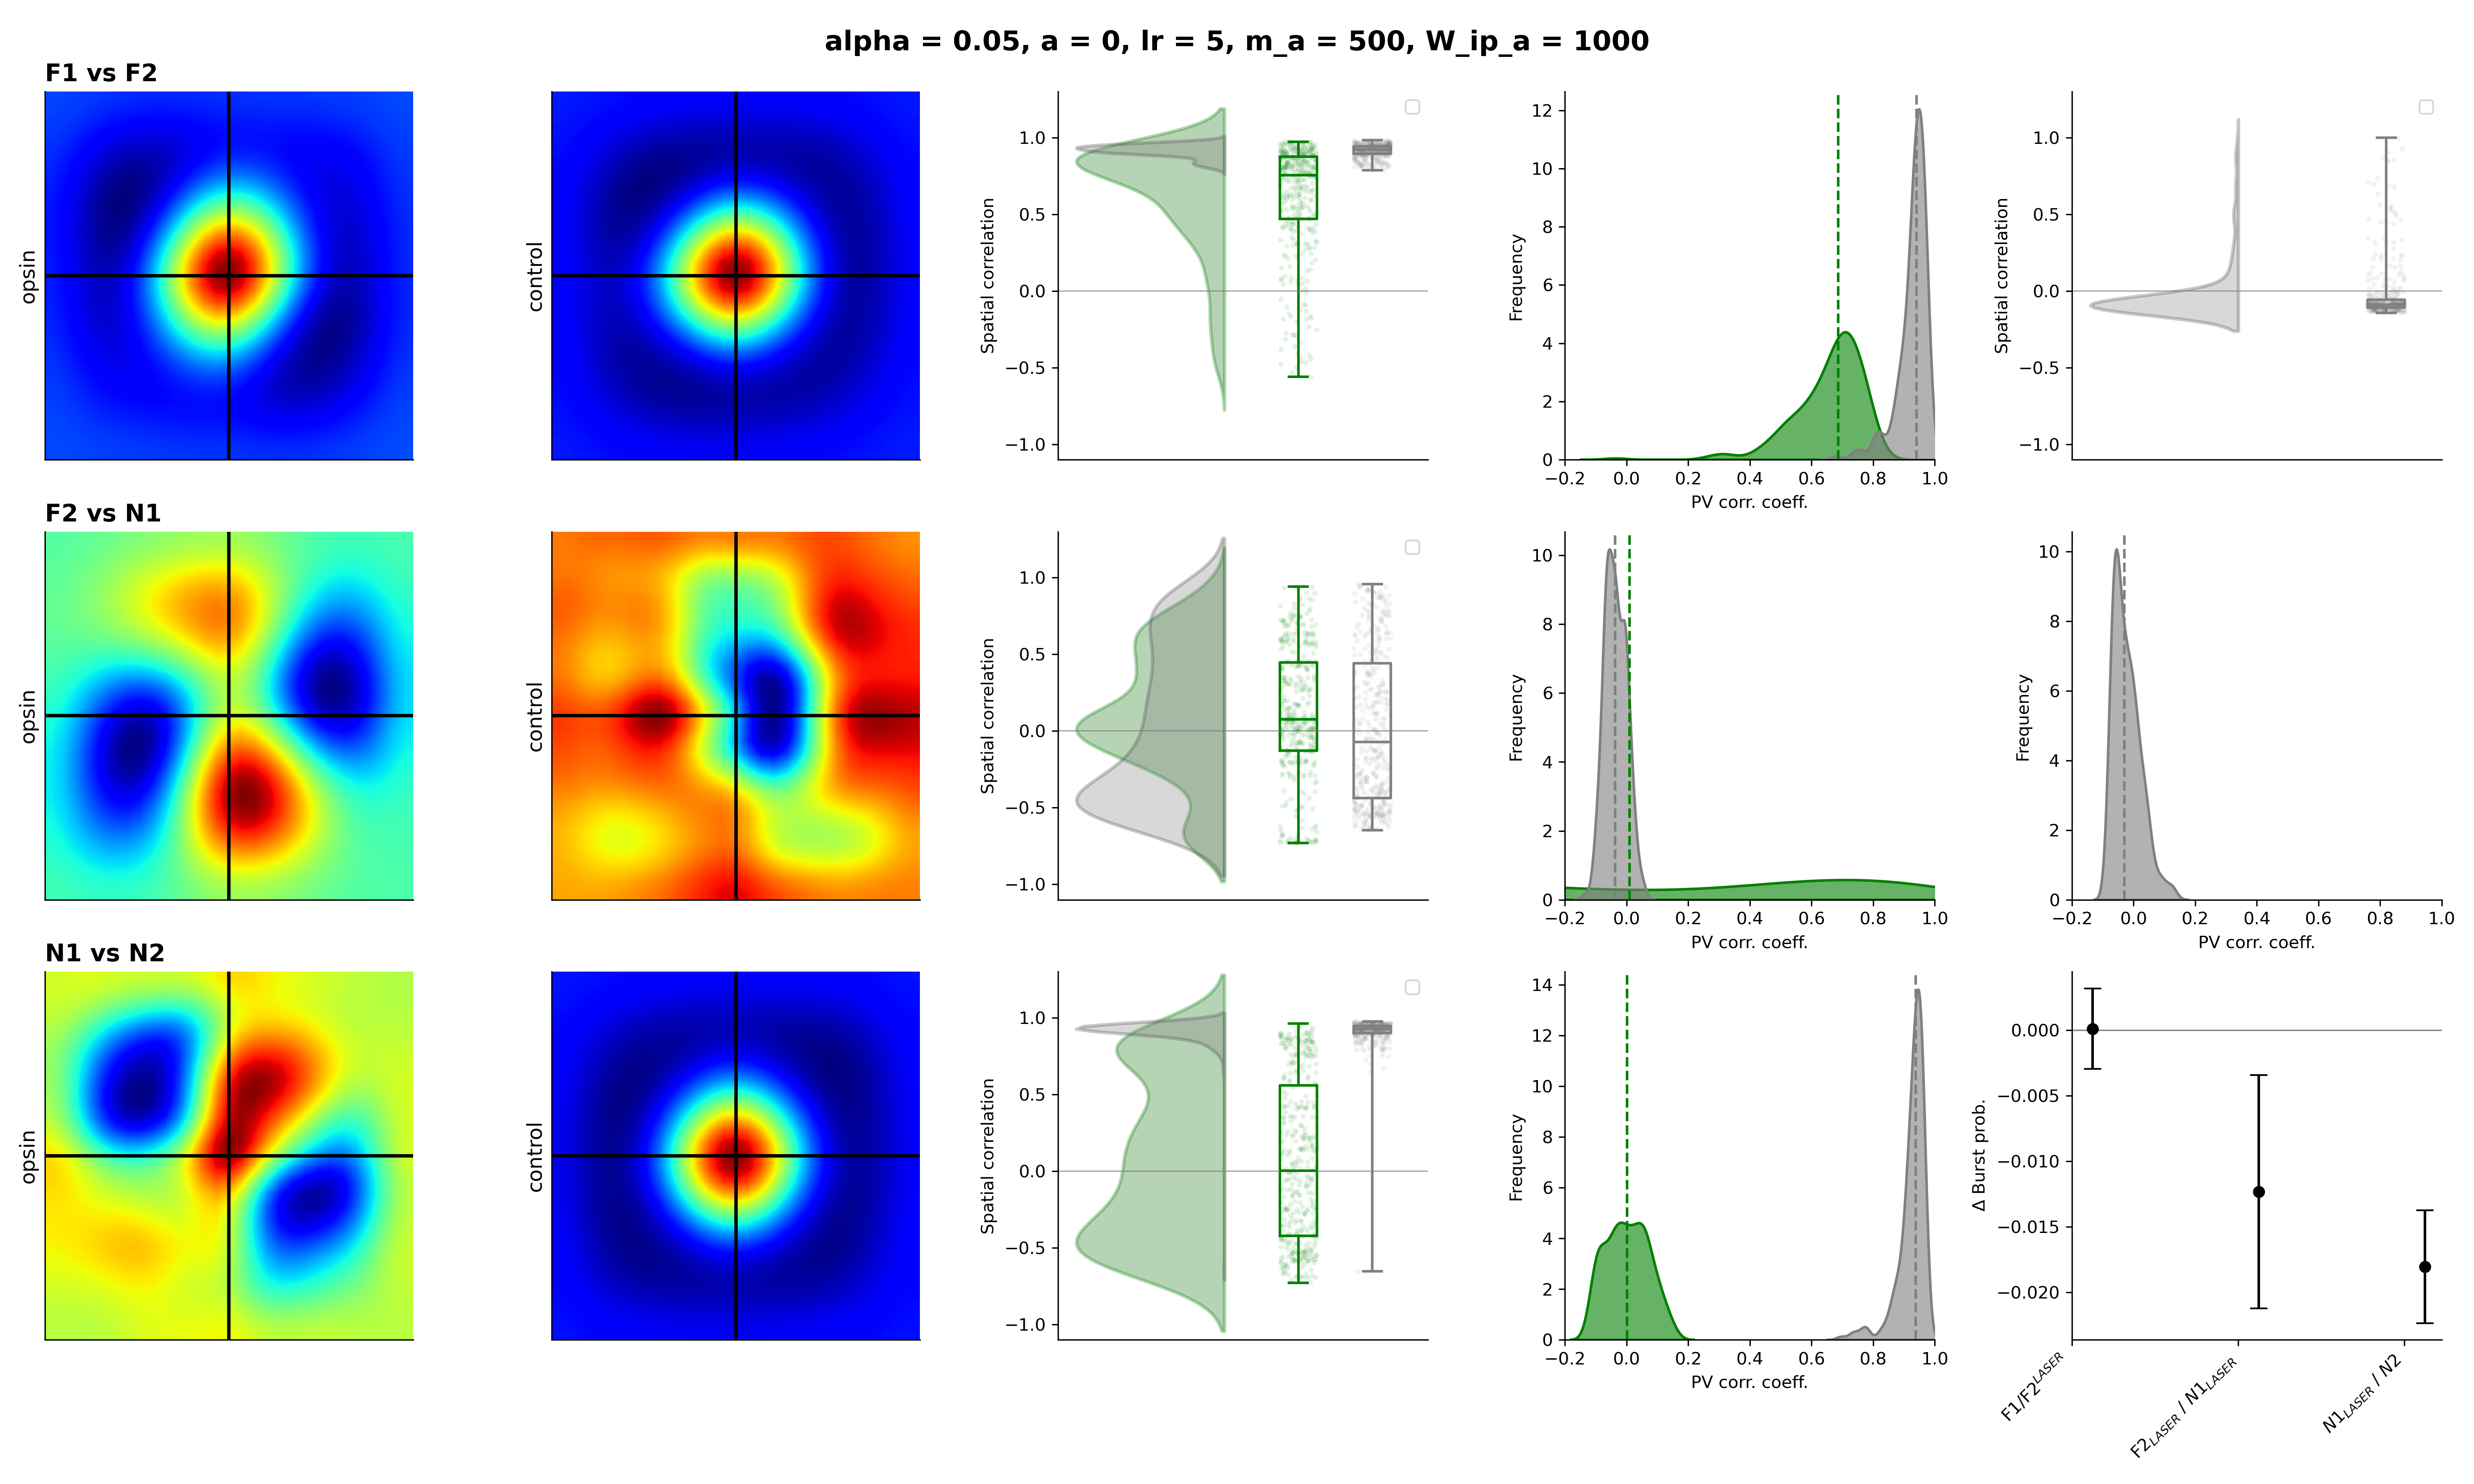 alpha = 0.05, a = 0, lr = 5, m_a = 500, W_ip_a = 1000
F1 vs F2
opsin
control
Spatial correlation
1.0
0.5
0.0
−0.5
−1.0
Frequency
12
10
8
6
4
2
0
−0.2 0.0 0.2 0.4 0.6 0.8 1.0
PV corr. coeff.
Spatial correlation
1.0
0.5
0.0
−0.5
−1.0
F2 vs N1
opsin
control
Spatial correlation
1.0
0.5
0.0
−0.5
−1.0
Frequency
10
8
6
4
2
0
−0.2 0.0 0.2 0.4 0.6 0.8 1.0
PV corr. coeff.
Frequency
10
8
6
4
2
0
−0.2 0.0 0.2 0.4 0.6 0.8 1.0
PV corr. coeff.
N1 vs N2
opsin
control
Spatial correlation
1.0
0.5
0.0
−0.5
−1.0
Frequency
14
12
10
8
6
4
2
0
−0.2 0.0 0.2 0.4 0.6 0.8 1.0
PV corr. coeff.
Δ Burst prob.
0.000
−0.005
−0.010
−0.015
−0.020
F1/F2LASER
F2LASER / N1LASER
N1LASER / N2